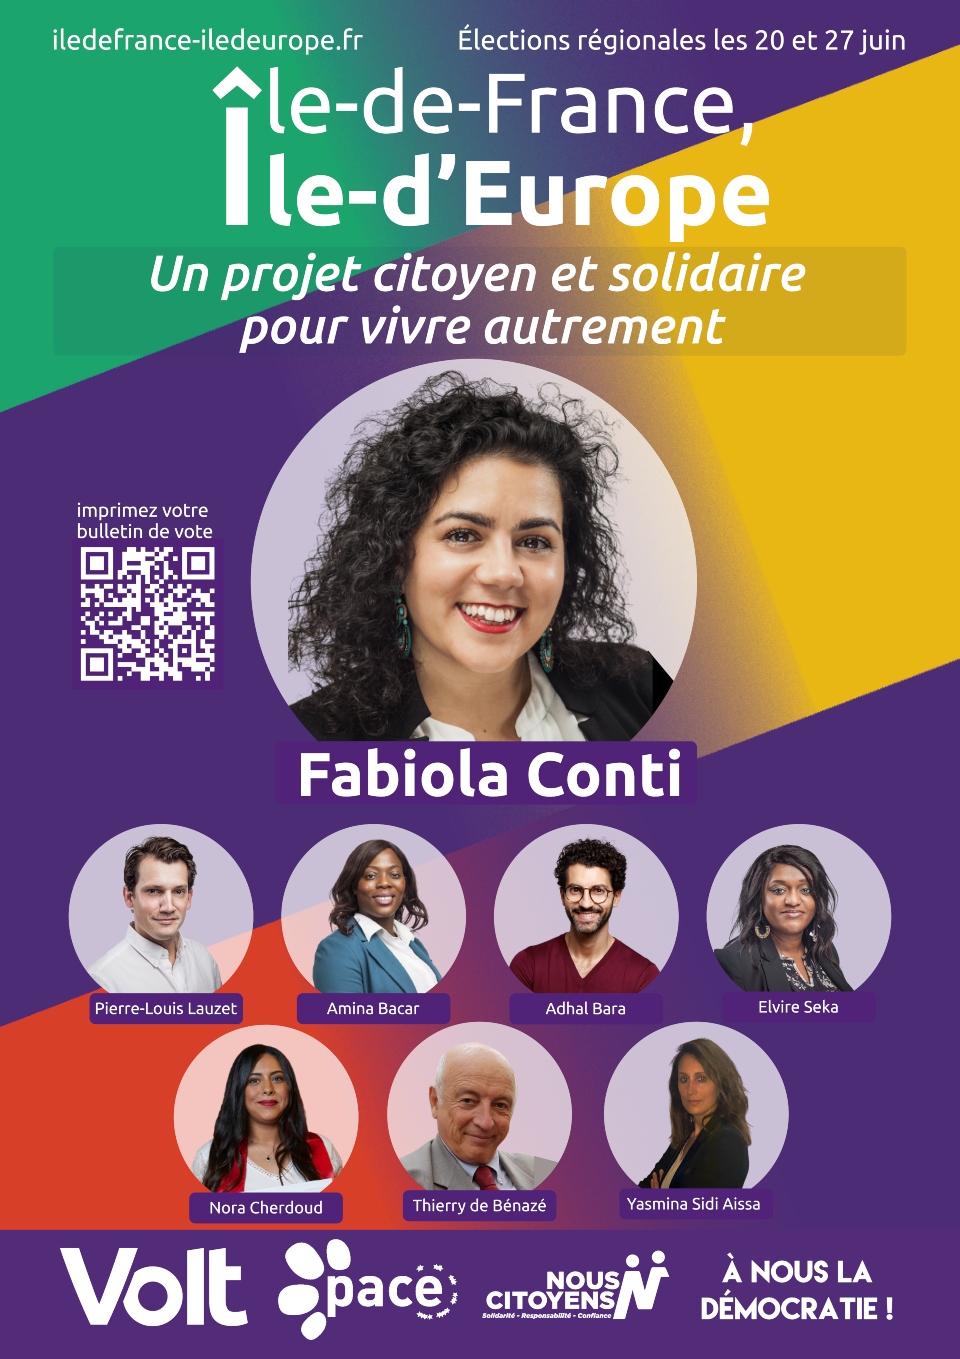 iledefrance-iledeurope.fr
Élections régionales les 20 et 27 juin
Île-de-France,
Île-d'Europe
Un projet citoyen et solidaire
pour vivre autrement
imprimez votre
bulletin de vote
Fabiola Conti
Pierre-Louis Lauzet
Amina Bacar
Adhal Bara
Elvire Seka
Nora Cherdoud
Thierry de Bénazé
Yasmina Sidi Aissa
Volt
pace
NOUS
CITOYENS
Solidarité - Responsabilité - Confiance
À NOUS LA
DÉMOCRATIE !